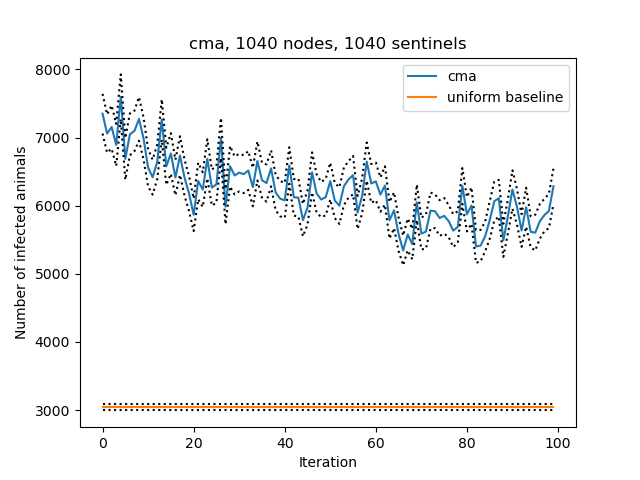 cma, 1040 nodes, 1040 sentinels
cma
uniform baseline
Number of infected animals
8000
7000
6000
5000
4000
3000
0 20 40 60 80 100
Iteration